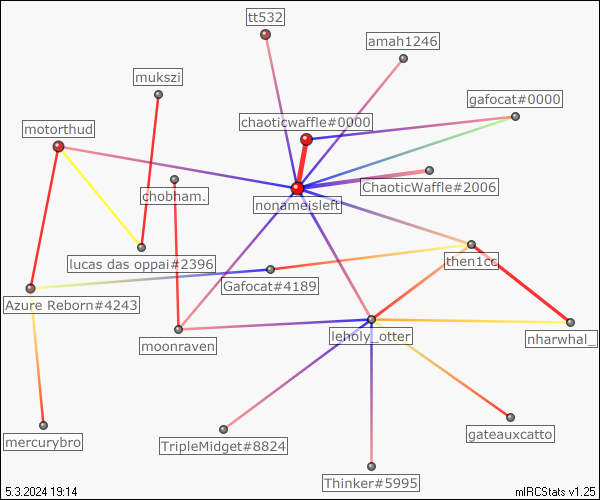 tt532
amah1246
mukszi
gafocat#0000
chaoticwaffle#0000
motorthud
ChaoticWaffle#2006
chobham.
nonameisleft
lucas das oppai#2396
then1cc
Gafocat#4189
Azure Reborn#4243
leholy_otter
nharwhal_
moonraven
gateauxcatto
mercurybro
TripleMidget#8824
Thinker#5995
5.3.2024 19:14
mIRCStats v1.25